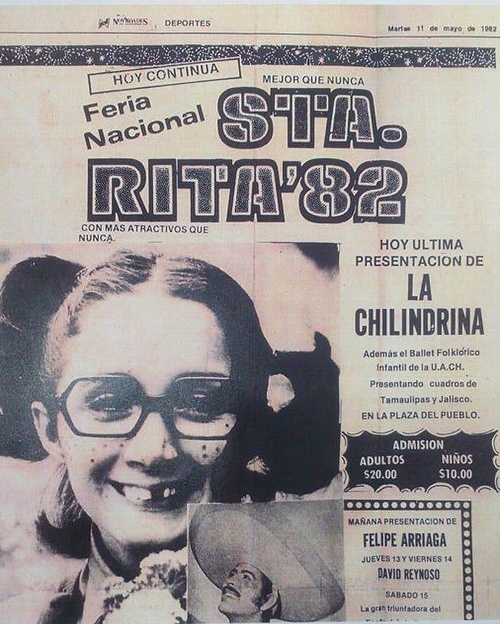 NOVEDADES DEPORTES
Martes 11 de mayo de 1982
HOY CONTINUA
MEJOR QUE NUNCA
Feria
Nacional
STA.
RITA'82
CON MAS ATRACTIVOS QUE
NUNCA.
HOY ULTIMA
PRESENTACION DE
LA
CHILINDRINA
Además el Ballet Folklórico
Infantil de la U.A.CH.
Presentando cuadros de
Tamaulipas y Jalisco.
EN LA PLAZA DEL PUEBLO.
ADMISION
ADULTOS NIÑOS
$20.00 $10.00
MAÑANA PRESENTACION DE
FELIPE ARRIAGA
JUEVES 13 Y VIERNES 14
DAVID REYNOSO
SABADO 15
La gran triunfadora del